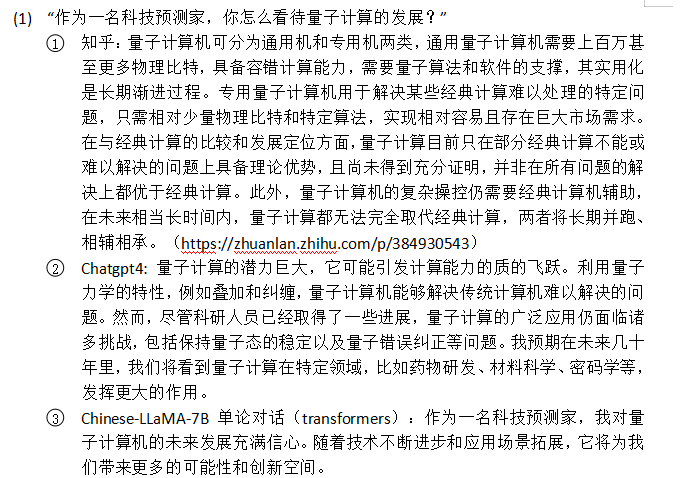 (1) “作为一名科技预测家，你怎么看待量子计算的发展？”
① 知乎：量子计算机可分为通用机和专用机两类，通用量子计算机需要上百万甚
至更多物理比特，具备容错计算能力，需要量子算法和软件的支撑，其实用化
是长期渐进过程。专用量子计算机用于解决某些经典计算难以处理的特定问
题，只需相对少量物理比特和特定算法，实现相对容易且存在巨大市场需求。
在与经典计算的比较和发展定位方面，量子计算目前只在部分经典计算不能或
难以解决的问题上具备理论优势，且尚未得到充分证明，并非在所有问题的解
决上都优于经典计算。此外，量子计算机的复杂操控仍需要经典计算机辅助，
在未来相当长时间内，量子计算都无法完全取代经典计算，两者将长期并跑、
相辅相承。（https://zhuanlan.zhihu.com/p/384930543）
② Chatgpt4: 量子计算的潜力巨大，它可能引发计算能力的质的飞跃。利用量子
力学的特性，例如叠加和纠缠，量子计算机能够解决传统计算机难以解决的问
题。然而，尽管科研人员已经取得了一些进展，量子计算的广泛应用仍面临诸
多挑战，包括保持量子态的稳定以及量子错误纠正等问题。我预期在未来几十
年里，我们将看到量子计算在特定领域，比如药物研发、材料科学、密码学等，
发挥更大的作用。
③ Chinese-LLaMA-7B 单论对话（transformers）：作为一名科技预测家，我对量
子计算机的未来发展充满信心。随着技术不断进步和应用场景拓展，它将为我
们带来更多的可能性和创新空间。